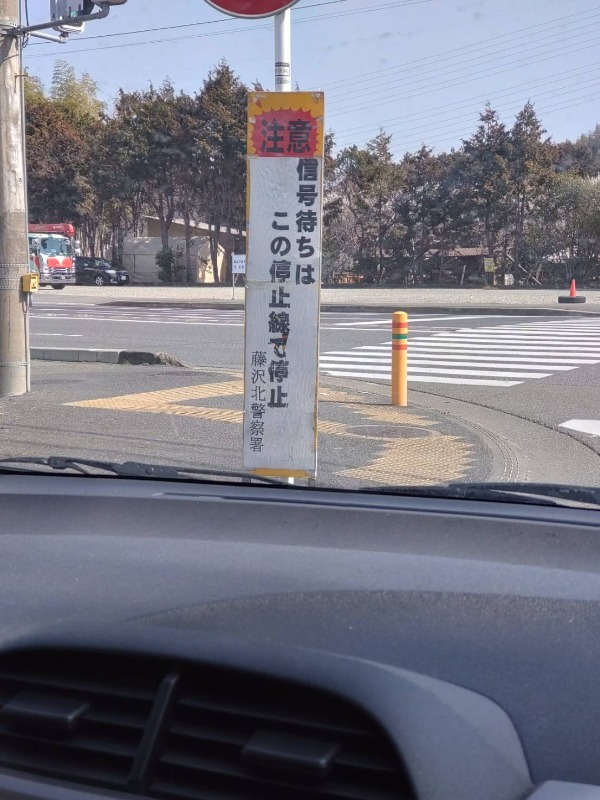 注意
信号待ちは
この停止線で停止
藤沢北警察署